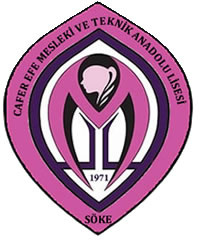 CAFER EFE MESLEKİ VE TEKNİK ANADOLU LİSESİ
1971
SÖKE